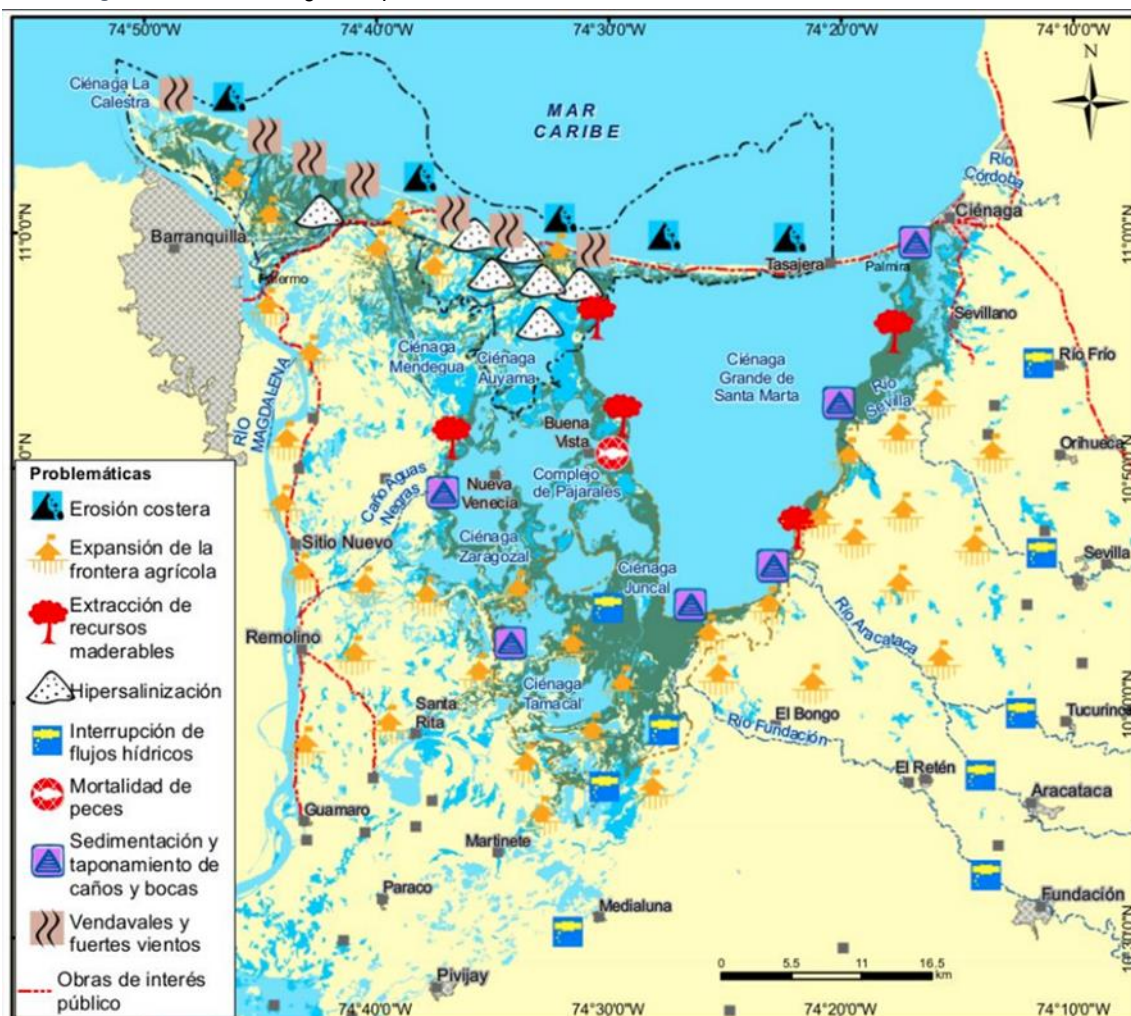 74°50'0"W 74°40'0"W 74°30'0"W 74°20'0"W 74°10'0"W
N
Ciénaga La
Calestra
MAR
CARIBE
Río
Córdoba
Ciénaga
11°0'0"N
11°0'0"N
Barranquilla
Tasajera
Palmira
Sevillano
Ciénaga
Mendegua
Ciénaga
Auyama
Ciénaga
Grande de
Santa Marta
Río Frío
Río
Sevilla
RÍO
MAGDALENA
Buena
Vista
Orihueca
10°50'0"N
Complejo
de Pajarales
Caño Aguas
Negras
Nueva
Venecia
Sitio Nuevo
Ciénaga
Zaragozal
Ciénaga
Juncal
Sevilla
Río Aracataca
Remolino
Ciénaga
Tamacal
Santa
Rita
El Bongo
Río Fundación
Tucurinca
El Retén
Aracataca
Guamaro
Martinete
Paraco
Medialuna
Fundación
Pivijay
10°30'0"N
0 5.5 11 16.5
km
Problemáticas
Erosión costera
Expansión de la
frontera agrícola
Extracción de
recursos
maderables
Hipersalinización
Interrupción de
flujos hídricos
Mortalidad de
peces
Sedimentación y
taponamiento de
caños y bocas
Vendavales y
fuertes vientos
Obras de interés
público
74°40'0"W 74°30'0"W 74°20'0"W 74°10'0"W